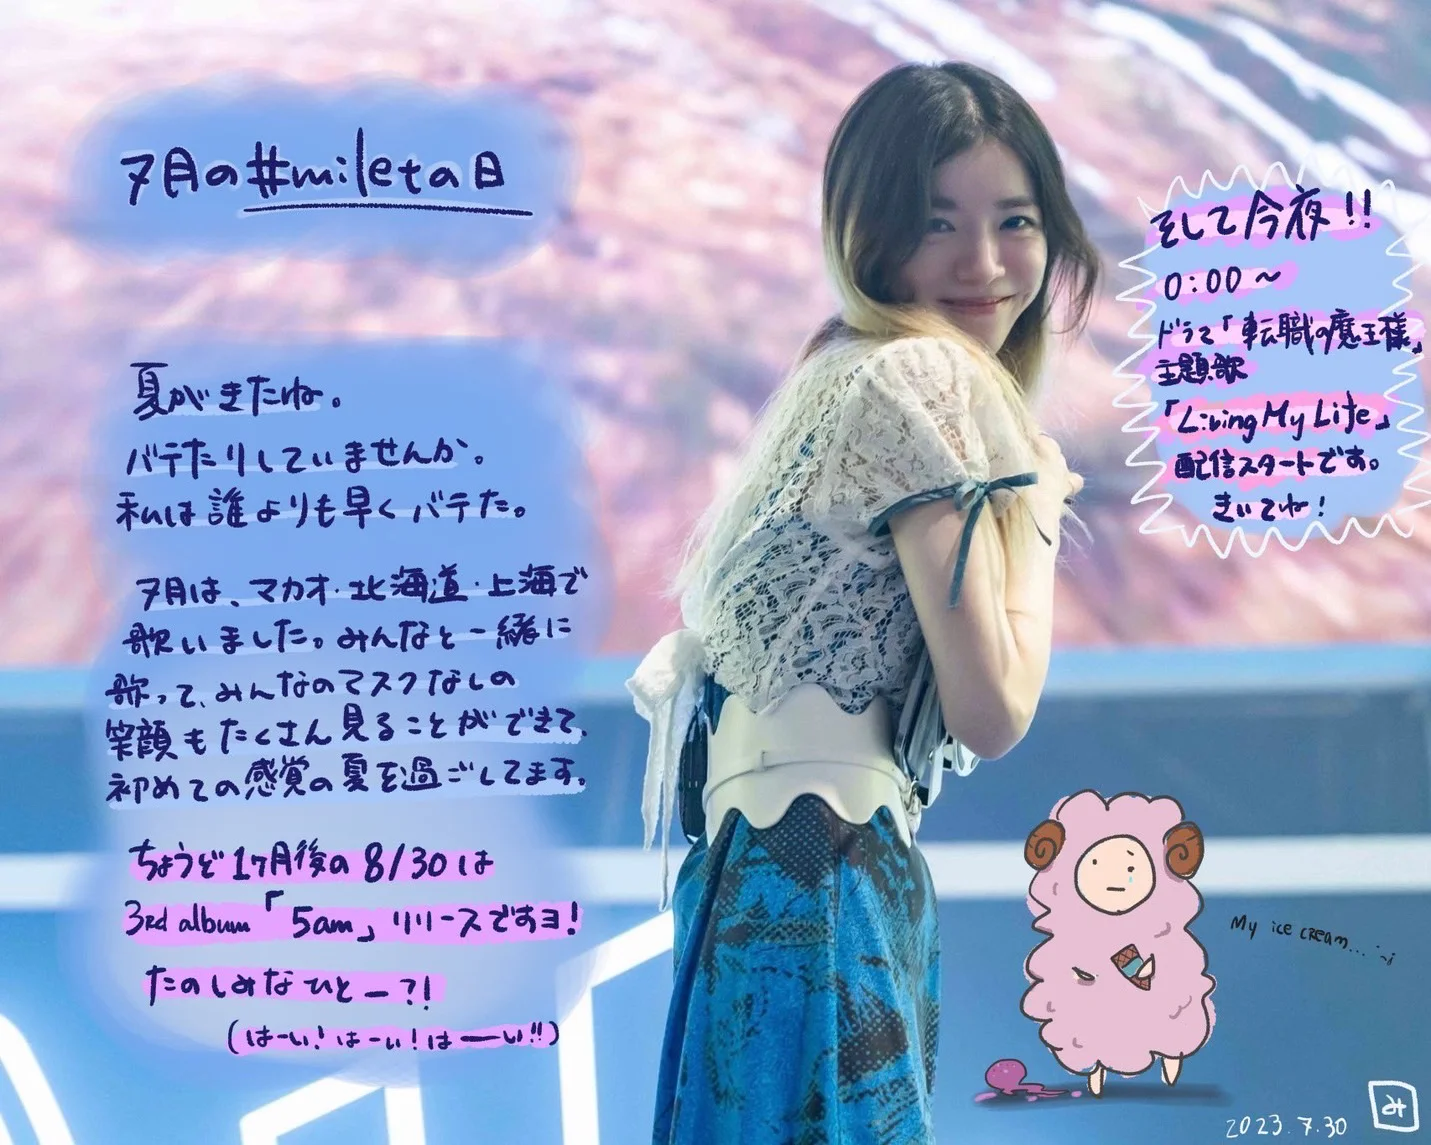 7月の#mileta日
夏がきたね。
バテたりしていませんか。
私は誰よりも早くバテた。
7月は、マカオ・北海道・上海で
歌いました。みんなと一緒に
歌って、みんなのマスクなしの
笑顔もたくさん見ることができて、
初めての感覚の夏を過ごしてます。
ちょうど1ヶ月後の8/30は
3rd album「5am」リリースですヨ!
たのしみなひとー?!
(はーい!はーい!はーい!!)
そして今夜!!
0:00~
ドラマ「転職の魔王様」
主題歌
「Living My Life」
配信スタートです。
きいてね!
My ice cream...
2023.7.30
み